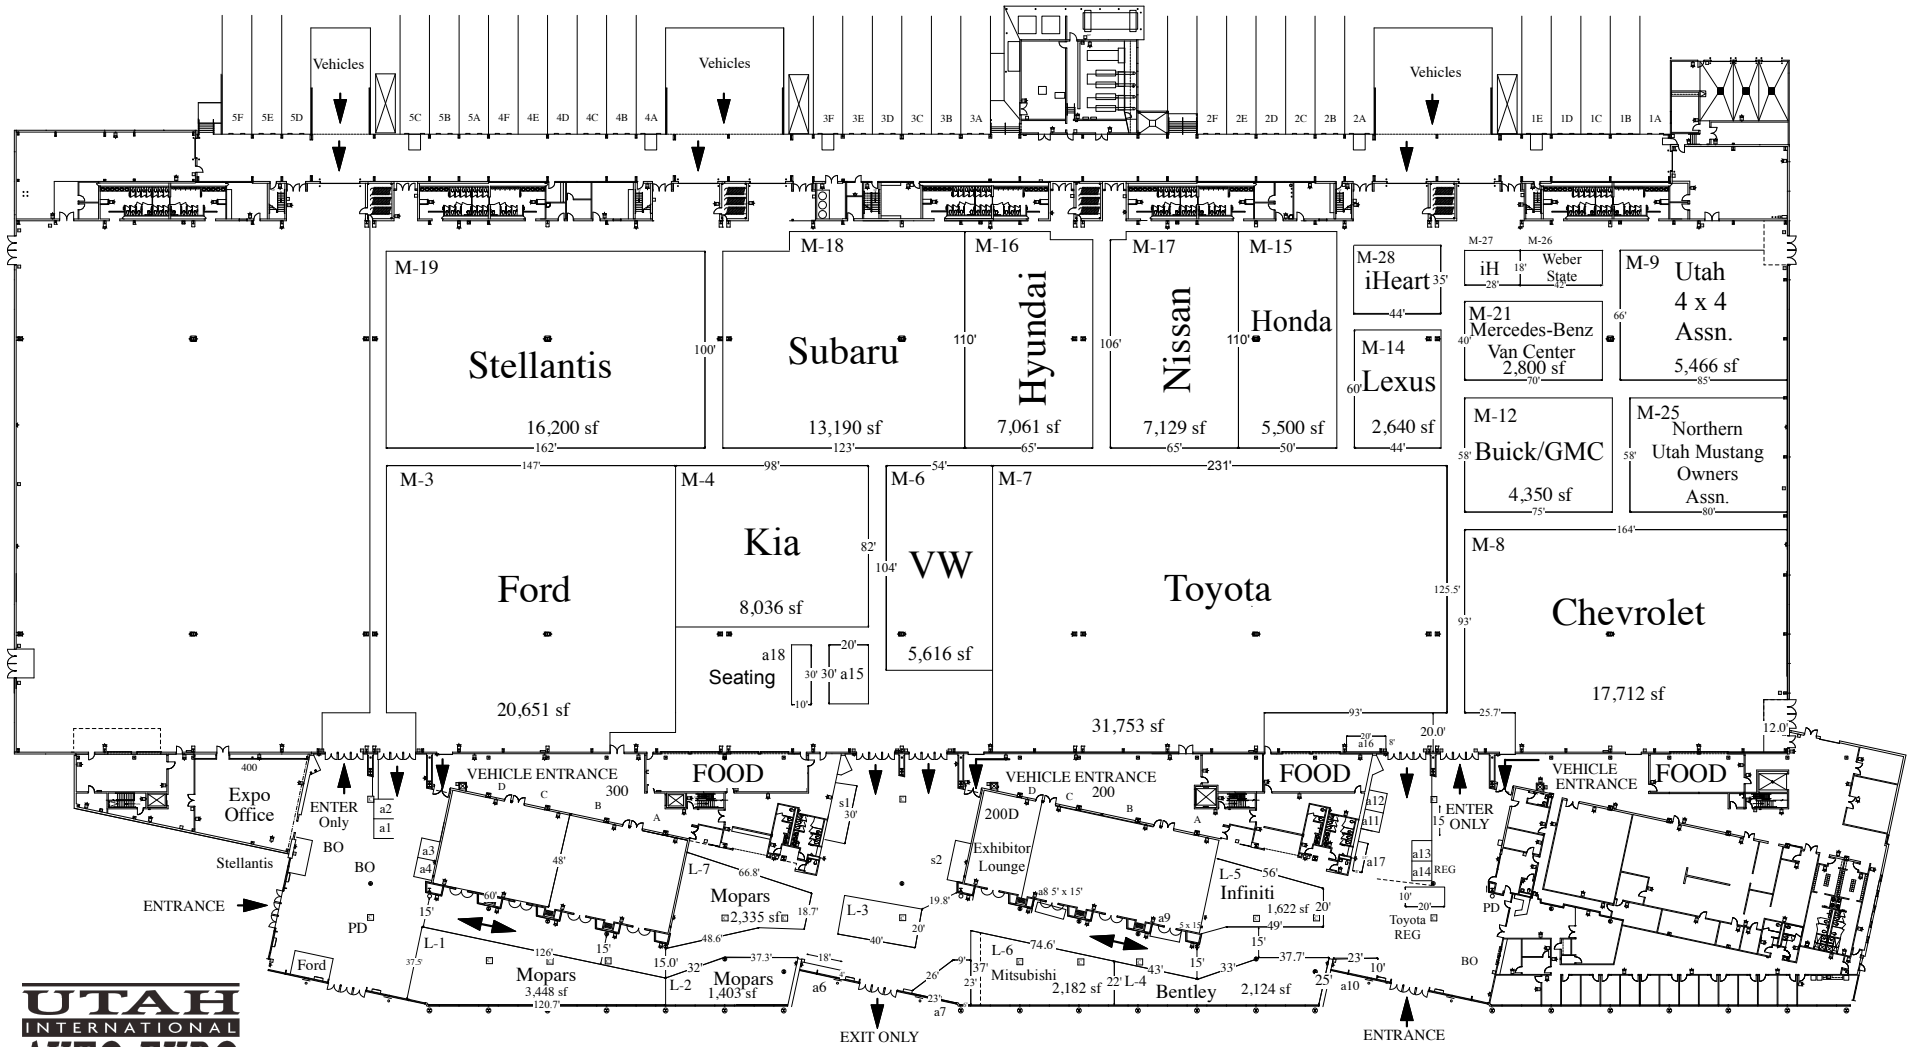 Vehicles
Vehicles
Vehicles
5F
5E
5D
5C
5B
5A
4F
4E
4D
4C
4B
4A
3F
3E
3D
3C
3B
3A
2F
2E
2D
2C
2B
2A
1E
1D
1C
1B
1A
M-19
Stellantis
16,200 sf
162'
100'
M-18
Subaru
13,190 sf
123'
110'
M-16
Hyundai
7,061 sf
65'
106'
M-17
Nissan
7,129 sf
65'
110'
M-15
Honda
5,500 sf
50'
M-28
iHeart
35'
44'
M-14
Lexus
60'
2,640 sf
44'
M-27
iH
18'
28'
M-26
Weber
State
42'
M-21
Mercedes-Benz
Van Center
2,800 sf
40'
70'
M-9
Utah
4 x 4
Assn.
66'
5,466 sf
85'
M-12
Buick/GMC
58'
4,350 sf
75'
M-25
Northern
Utah Mustang
Owners
Assn.
58'
80'
147'
M-3
Ford
20,651 sf
98'
M-4
Kia
82'
8,036 sf
Seating
a18
30'
10'
20'
30'
a15
54'
M-6
VW
104'
5,616 sf
231'
M-7
Toyota
125.5'
31,753 sf
93'
20.0'
164'
M-8
Chevrolet
93'
17,712 sf
25.7'
12.0'
20'
a16
8'
400
Expo
Office
ENTER
Only
BO
BO
PD
Stellantis
ENTRANCE
Ford
a2
a1
a3
a4
VEHICLE ENTRANCE
300
D
C
B
A
FOOD
48'
60'
L-7
66.8'
Mopars
2,335 sf
18.7'
48.6'
15'
L-1
37.5'
126'
Mopars
3,448 sf
120.7'
15'
15.0'
32'
37.3'
L-2
Mopars
1,403 sf
s1
30'
s2
L-3
40'
20'
19.8'
18'
a6
26'
9'
23'
a7
EXIT ONLY
VEHICLE ENTRANCE
200
D
C
B
A
200D
Exhibitor
Lounge
a8 5' x 15'
a9
5 x 15
FOOD
L-5
56'
Infiniti
1,622 sf
20'
49'
15'
L-6
74.6'
37'
23'
Mitsubishi
2,182 sf
22'
L-4
43'
15'
33'
37.7'
Bentley
2,124 sf
25'
23'
10'
a10
ENTRANCE
a12
a11
a17
15
a13
a14
REG
10'
20'
Toyota
REG
ENTER
ONLY
VEHICLE
ENTRANCE
FOOD
PD
BO
UTAH
INTERNATIONAL
AUTO EXPO